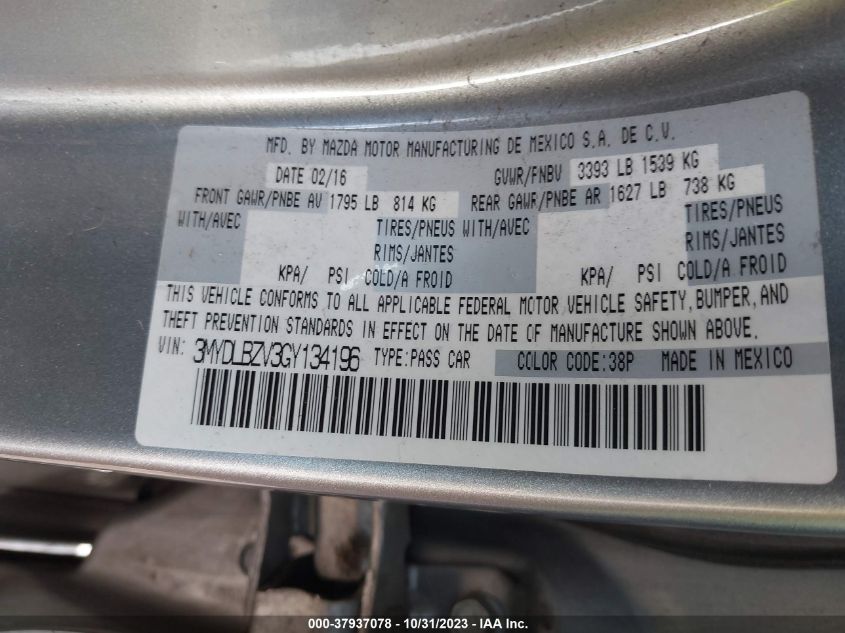 MFD. BY MAZDA MOTOR MANUFACTURING DE MEXICO S.A. DE C.V.
DATE 02/16 GVWR/PNBV 3393 LB 1539 KG
FRONT GAWR/PNBE AV 1795 LB 814 KG REAR GAWR/PNBE AR 1627 LB 738 KG
WITH/AVEC TIRES/PNEUS WITH/AVEC TIRES/PNEUS
RIMS/JANTES RIMS/JANTES
KPA/ PSI COLD/A FROID KPA/ PSI COLD/A FROID
THIS VEHICLE CONFORMS TO ALL APPLICABLE FEDERAL MOTOR VEHICLE SAFETY, BUMPER, AND
THEFT PREVENTION STANDARDS IN EFFECT ON THE DATE OF MANUFACTURE SHOWN ABOVE.
VIN: 3MYDLBZV3GY134196 TYPE:PASS CAR COLOR CODE:38P MADE IN MEXICO
000-37937078 - 10/31/2023 - IAA Inc.